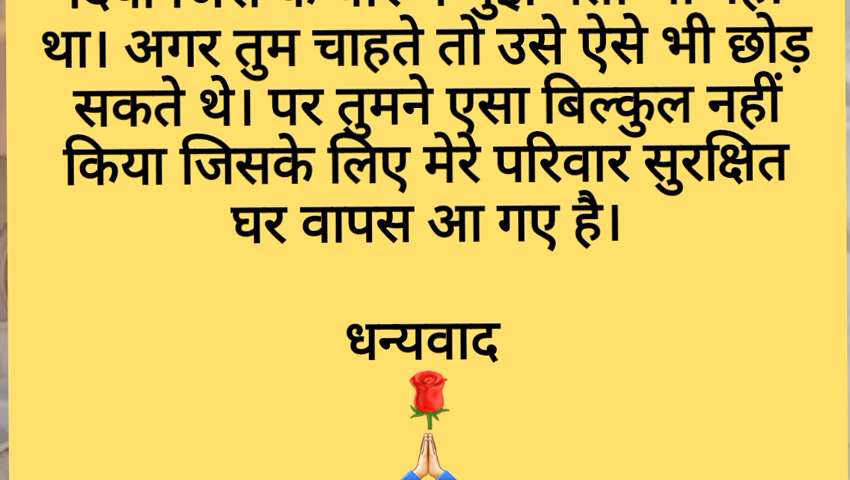 था। अगर तुम चाहते तो उसे ऐसे भी छोड़
सकते थे। पर तुमने एसा बिल्कुल नहीं
किया जिसके लिए मेरे परिवार सुरक्षित
घर वापस आ गए है।
धन्यवाद